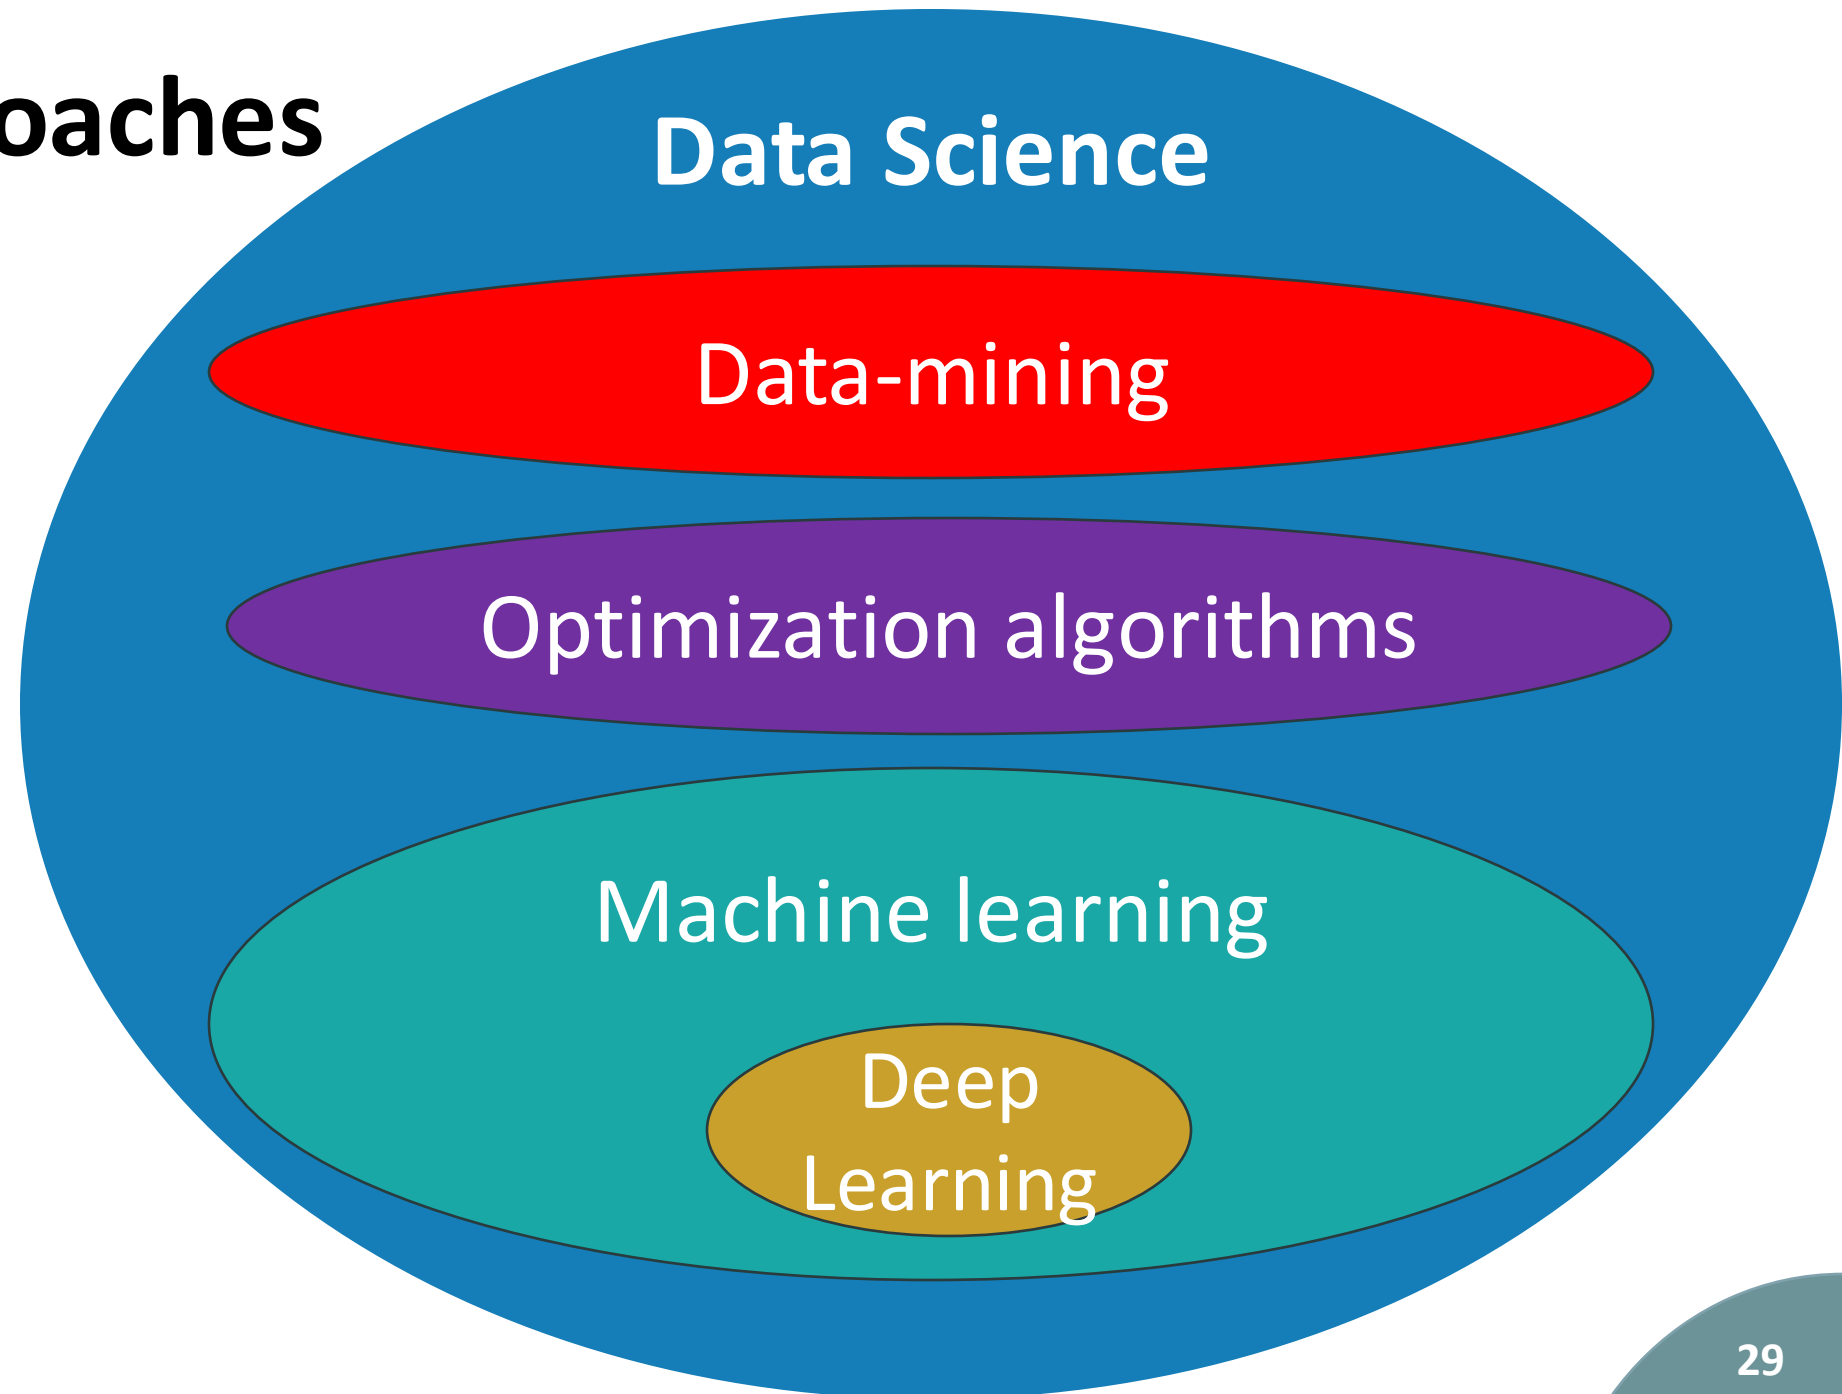 oaches
Data Science
Data-mining
Optimization algorithms
Machine learning
Deep
Learning
29